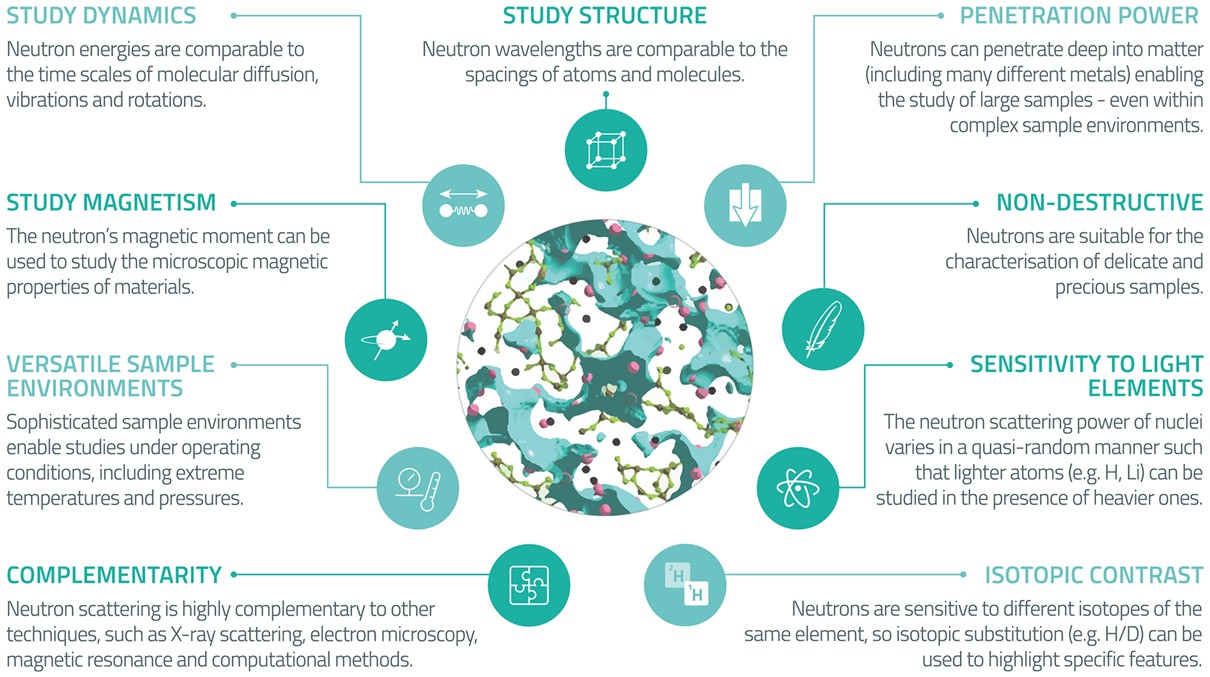 STUDY DYNAMICS
Neutron energies are comparable to
the time scales of molecular diffusion,
vibrations and rotations.
STUDY STRUCTURE
Neutron wavelengths are comparable to the
spacings of atoms and molecules.
PENETRATION POWER
Neutrons can penetrate deep into matter
(including many different metals) enabling
the study of large samples - even within
complex sample environments.
STUDY MAGNETISM
The neutron's magnetic moment can be
used to study the microscopic magnetic
properties of materials.
NON-DESTRUCTIVE
Neutrons are suitable for the
characterisation of delicate and
precious samples.
VERSATILE SAMPLE
ENVIRONMENTS
Sophisticated sample environments
enable studies under operating
conditions, including extreme
temperatures and pressures.
SENSITIVITY TO LIGHT
ELEMENTS
The neutron scattering power of nuclei
varies in a quasi-random manner such
that lighter atoms (e.g. H, Li) can be
studied in the presence of heavier ones.
COMPLEMENTARITY
Neutron scattering is highly complementary to other
techniques, such as X-ray scattering, electron microscopy,
magnetic resonance and computational methods.
²H
¹H
ISOTOPIC CONTRAST
Neutrons are sensitive to different isotopes of the
same element, so isotopic substitution (e.g. H/D) can be
used to highlight specific features.